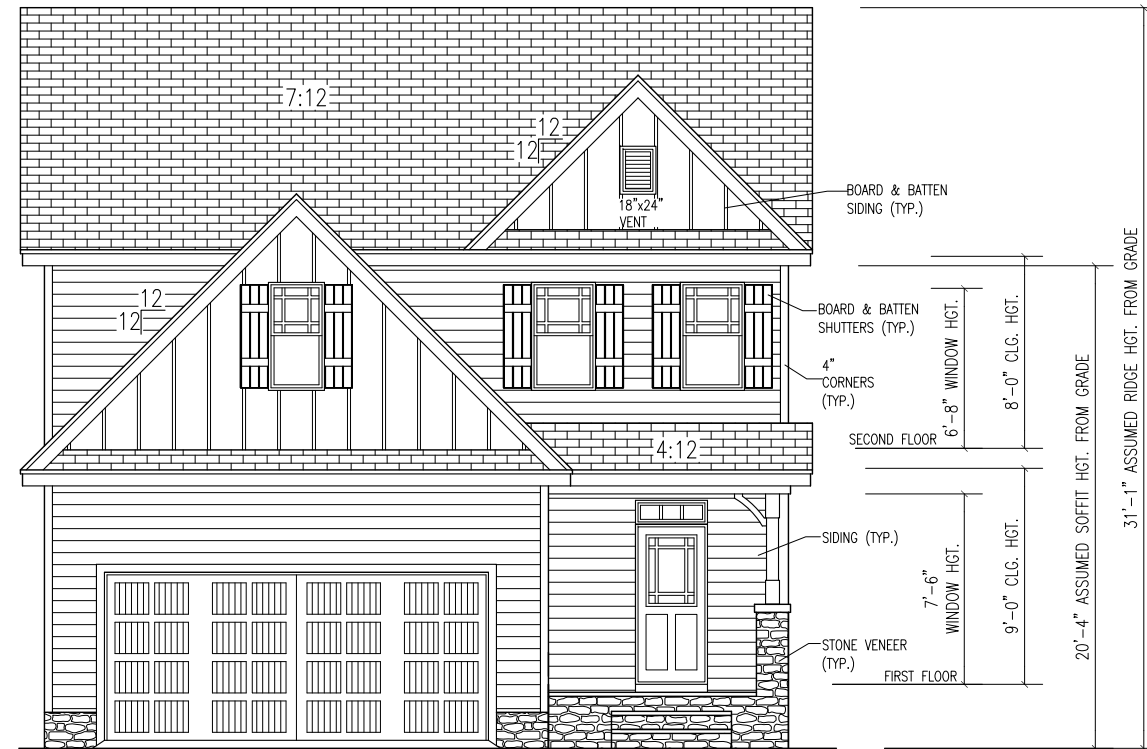 7:12
12
12
18"x24"
VENT
BOARD & BATTEN
SIDING (TYP.)
12
12
BOARD & BATTEN
SHUTTERS (TYP.)
4"
CORNERS
(TYP.)
SECOND FLOOR
4:12
SIDING (TYP.)
STONE VENEER
(TYP.)
FIRST FLOOR
6'-8" WINDOW HGT.
8'-0" CLG. HGT.
7'-6"
WINDOW HGT.
9'-0" CLG. HGT.
20'-4" ASSUMED SOFFIT HGT. FROM GRADE
31'-1" ASSUMED RIDGE HGT. FROM GRADE